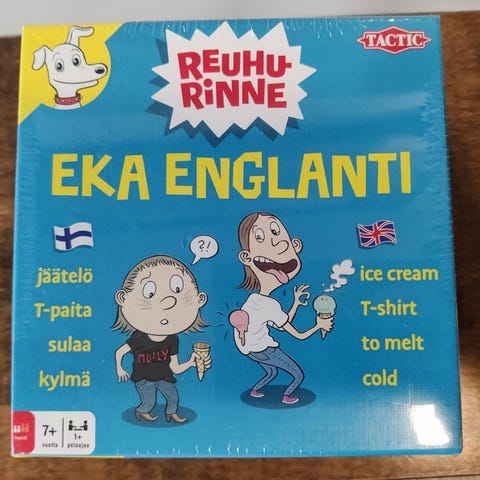 TACTIC
REUHU-
RiNNE
EKA ENGLANTI
?!
jäätelö
T-paita
sulaa
kylmä
ice cream
T-shirt
to melt
cold
MOLLY
7+
vuotta
1+
pelaajaa